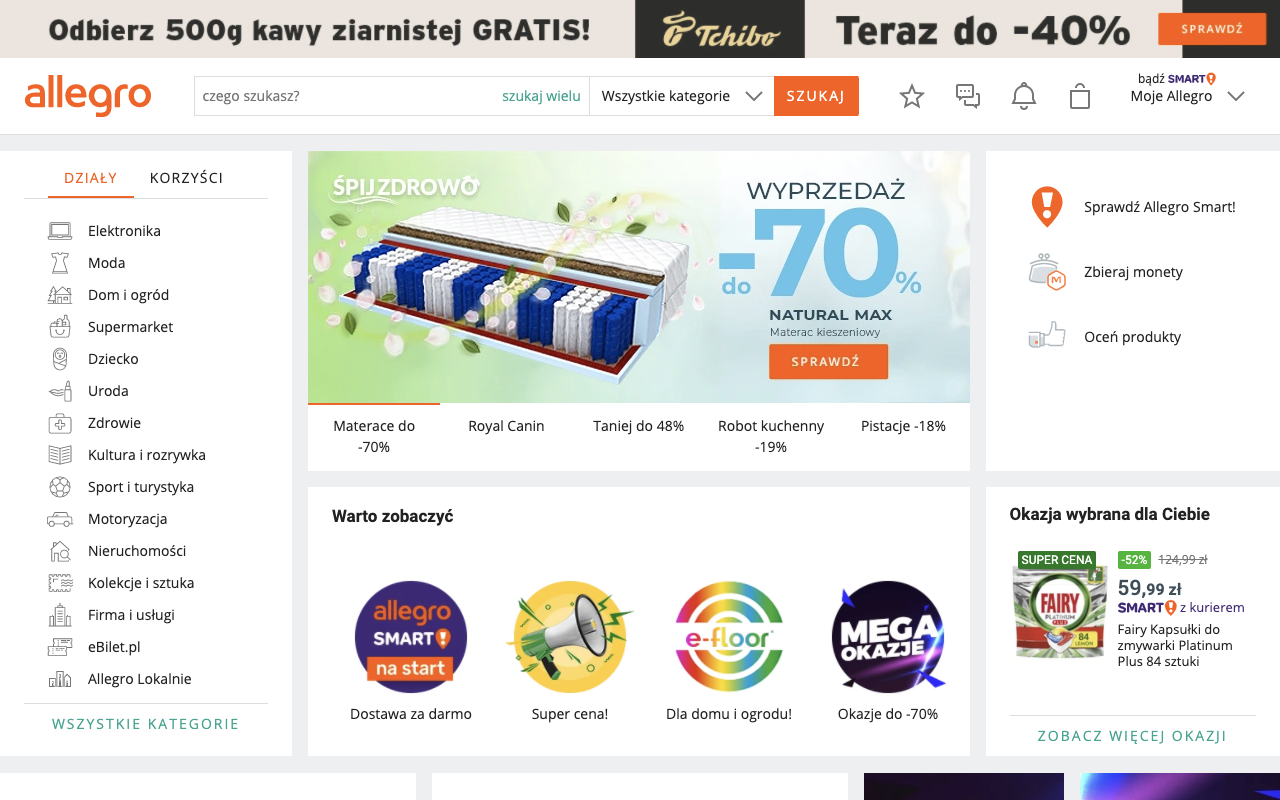 Odbierz 500g kawy ziarnistej GRATIS!
Tchibo
Teraz do -40%
SPRAWDŹ
allegro
czego szukasz?
szukaj wielu
Wszystkie kategorie
SZUKAJ
bądź SMART!
Moje Allegro
DZIAŁY
KORZYŚCI
Elektronika
Moda
Dom i ogród
Supermarket
Dziecko
Uroda
Zdrowie
Kultura i rozrywka
Sport i turystyka
Motoryzacja
Nieruchomości
Kolekcje i sztuka
Firma i usługi
eBilet.pl
Allegro Lokalnie
WSZYSTKIE KATEGORIE
ŚPIJ ZDROWO
WYPRZEDAŻ
do -70%
NATURAL MAX
Materac kieszeniowy
SPRAWDŹ
Materace do
-70%
Royal Canin
Taniej do 48%
Robot kuchenny
-19%
Pistacje -18%
Sprawdź Allegro Smart!
Zbieraj monety
M
Oceń produkty
Warto zobaczyć
allegro
SMART!
na start
Dostawa za darmo
Super cena!
e-floor
Dla domu i ogrodu!
MEGA
OKAZJE
Okazje do -70%
Okazja wybrana dla Ciebie
SUPER CENA
FAIRY
PLATINUM
PLUS
84
LEMON
-52%
124,99 zł
59,99 zł
SMART! z kurierem
Fairy Kapsułki do
zmywarki Platinum
Plus 84 sztuki
ZOBACZ WIĘCEJ OKAZJI